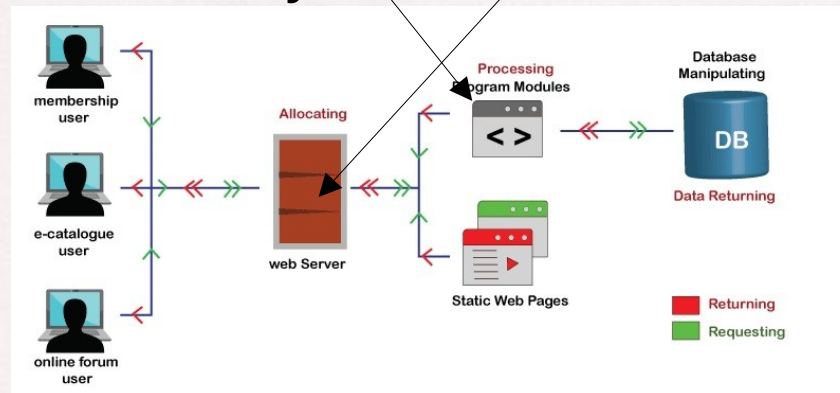 membership
user
e-catalogue
user
online forum
user
Allocating
web Server
Processing
Program Modules
< >
Static Web Pages
Database
Manipulating
DB
Data Returning
Returning
Requesting